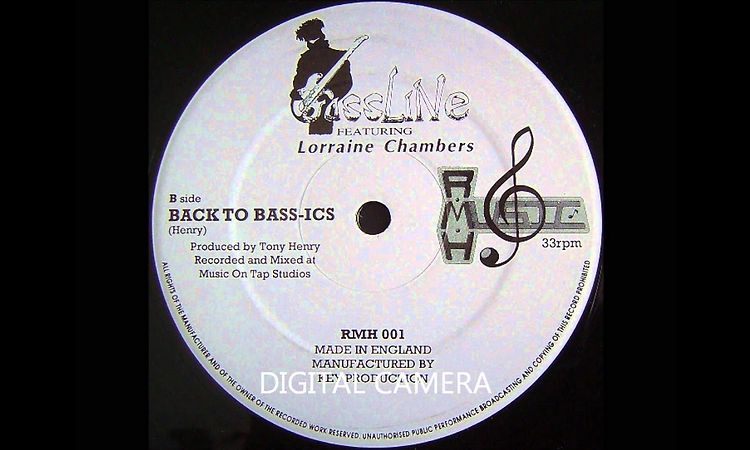 BassLiNe
FEATURING
Lorraine Chambers
B side
BACK TO BASS-ICS
(Henry)
Produced by Tony Henry
Recorded and Mixed at
Music On Tap Studios
R.M.H
MUSIC
33rpm
RMH 001
MADE IN ENGLAND
MANUFACTURED BY
KEY PRODUCTION
DIGITAL CAMERA
ALL RIGHTS OF THE MANUFACTURER AND OF THE OWNER OF THE RECORDED WORK RESERVED. UNAUTHORISED PUBLIC PERFORMANCE BROADCASTING AND COPYING OF THIS RECORD PROHIBITED